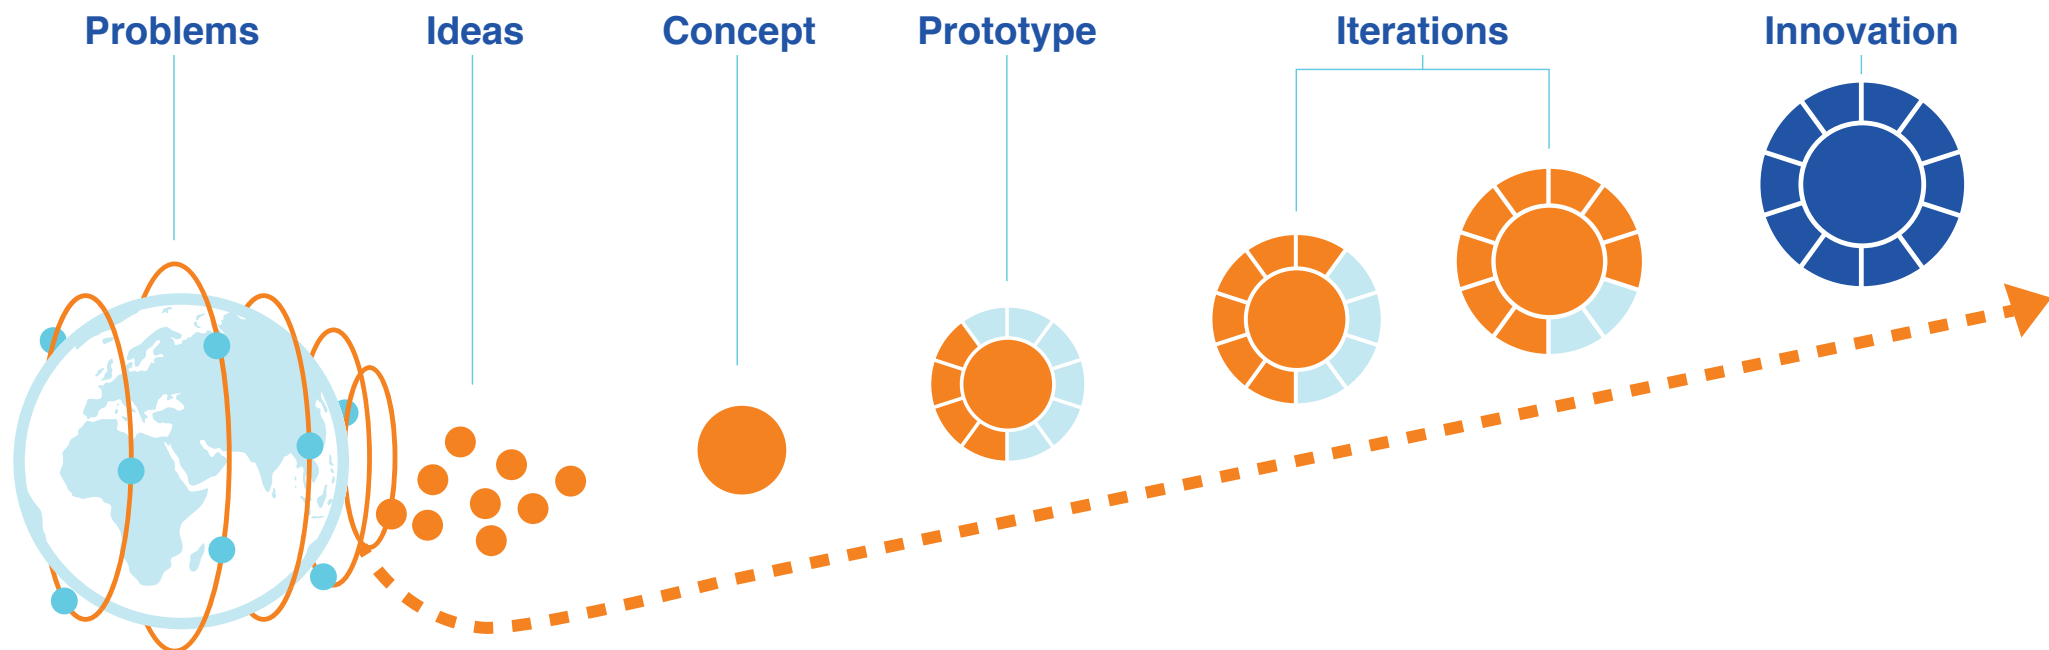 Problems
Ideas
Concept
Prototype
Iterations
Innovation